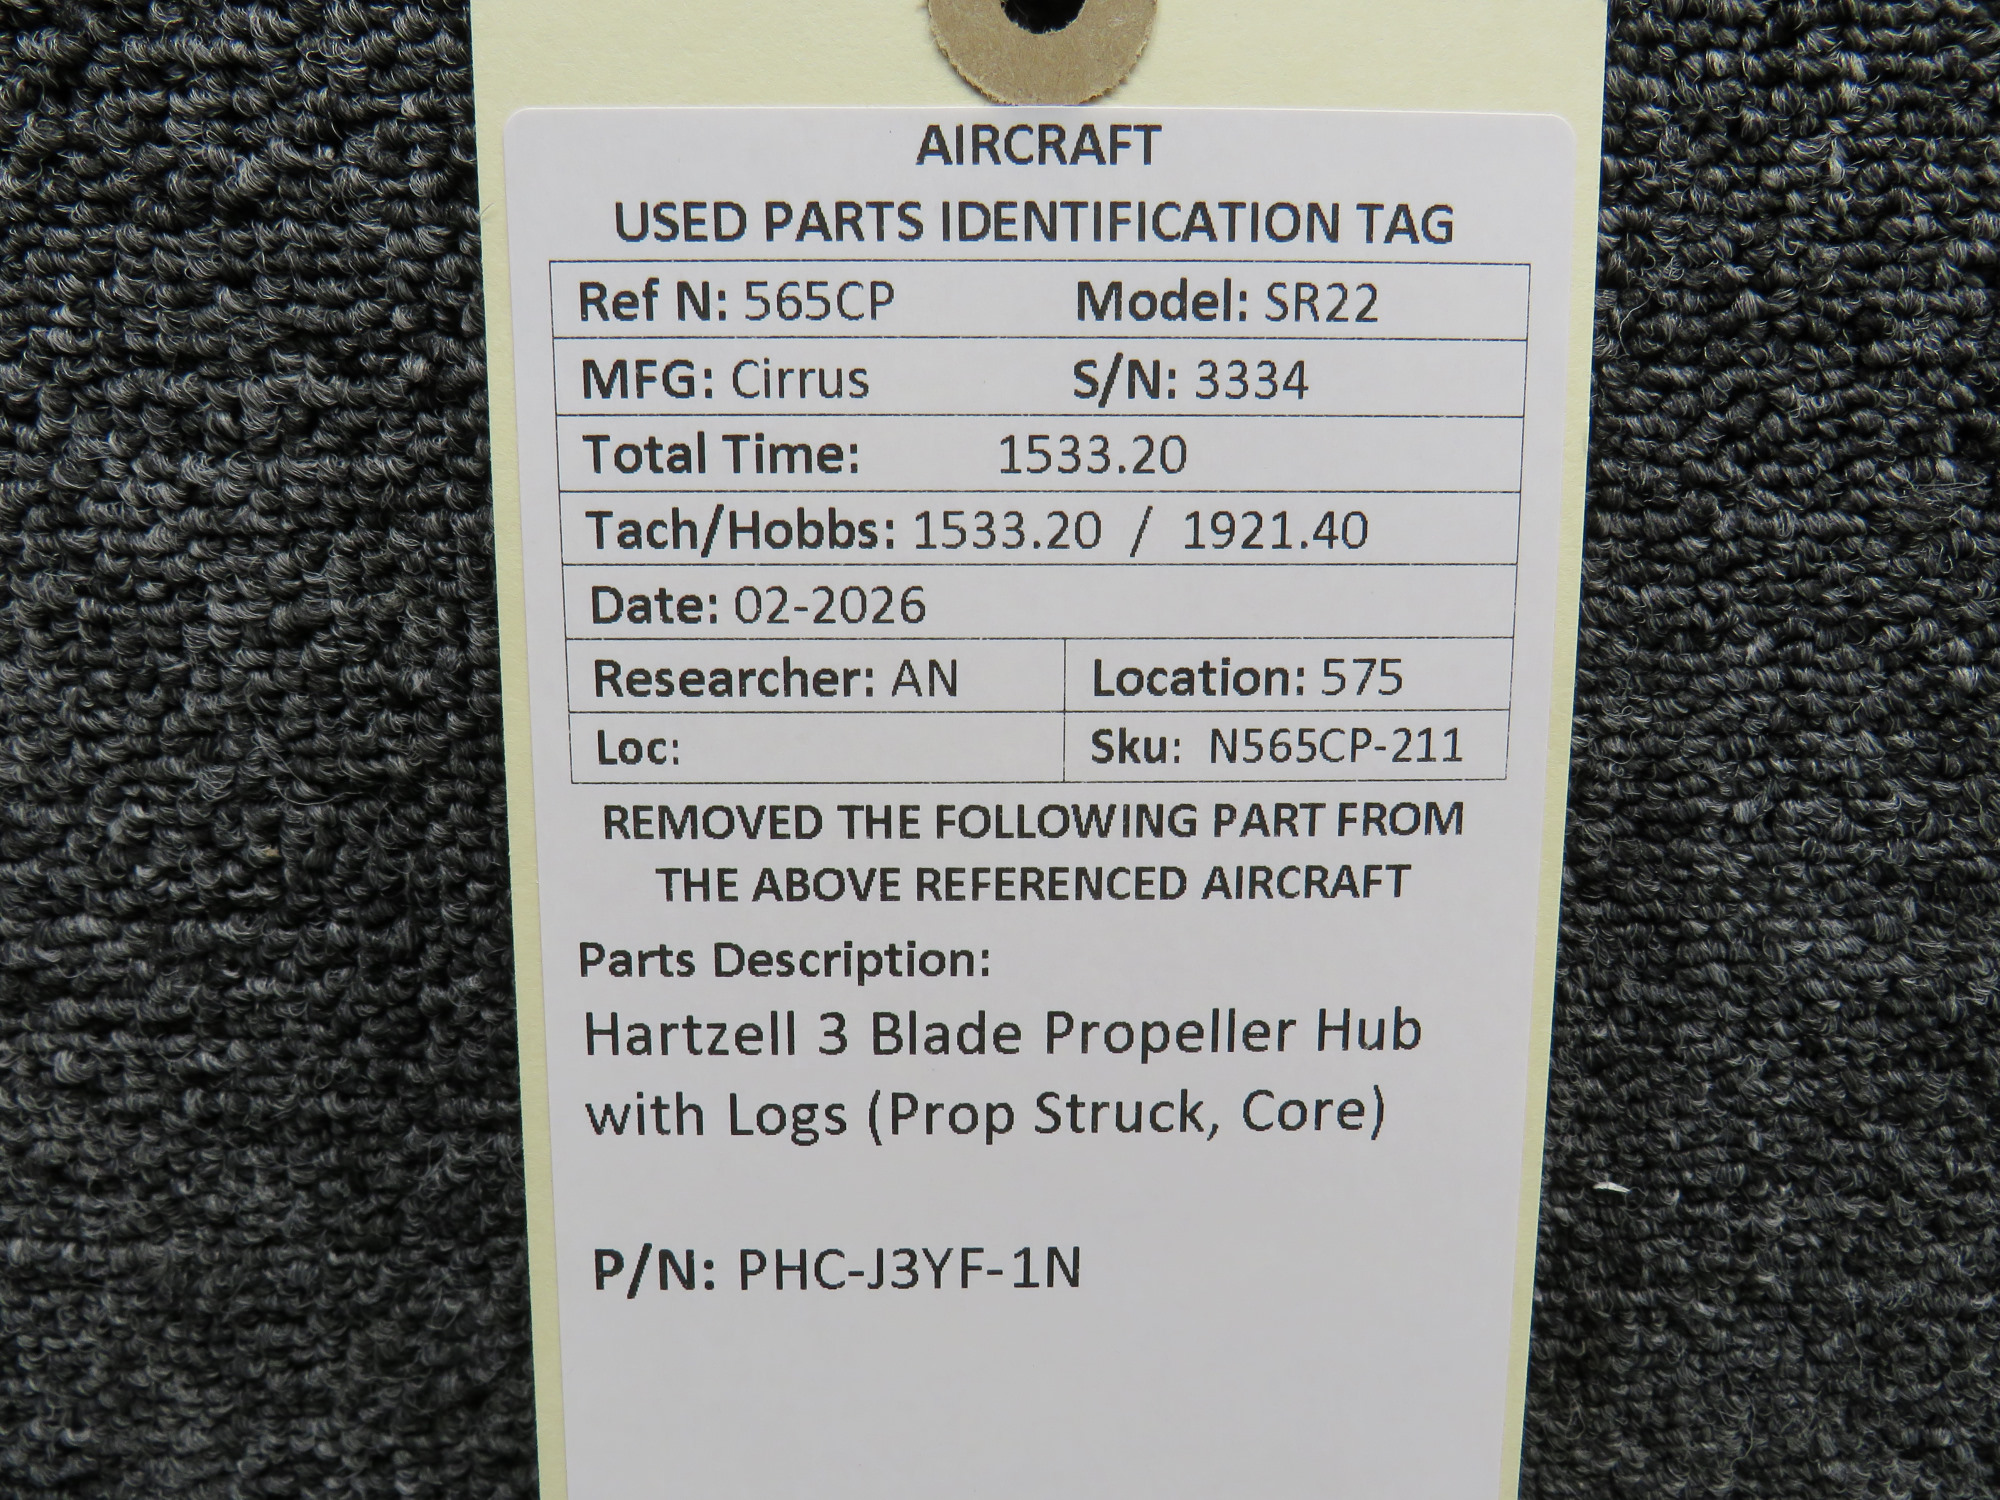 AIRCRAFT
USED PARTS IDENTIFICATION TAG
Ref N: 565CP Model: SR22
MFG: Cirrus S/N: 3334
Total Time: 1533.20
Tach/Hobbs: 1533.20 / 1921.40
Date: 02-2026
Researcher: AN Location: 575
Loc: Sku: N565CP-211
REMOVED THE FOLLOWING PART FROM
THE ABOVE REFERENCED AIRCRAFT
Parts Description:
Hartzell 3 Blade Propeller Hub
with Logs (Prop Struck, Core)
P/N: PHC-J3YF-1N